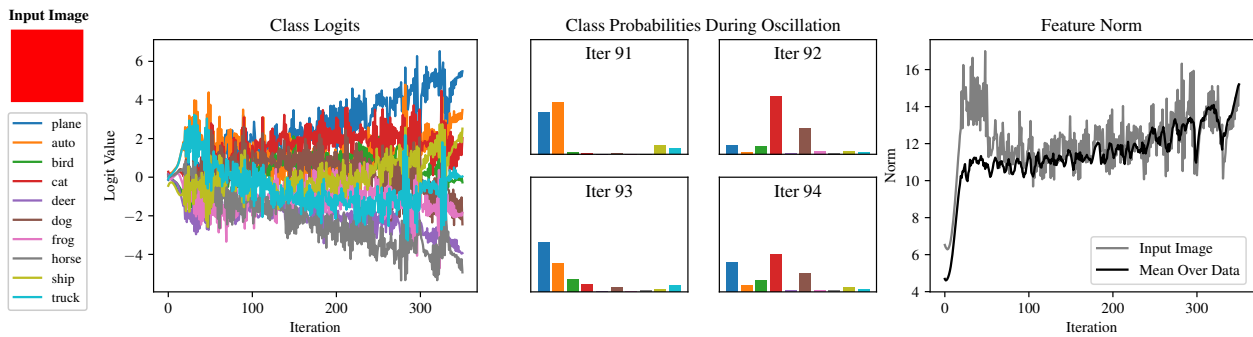 Input Image
plane
auto
bird
cat
deer
dog
frog
horse
ship
truck
Class Logits
Logit Value
6
4
2
0
−2
−4
0
100
200
300
Iteration
Class Probabilities During Oscillation
Iter 91
Iter 92
Iter 93
Iter 94
Feature Norm
Norm
16
14
12
10
8
6
4
0
100
200
300
Iteration
Input Image
Mean Over Data